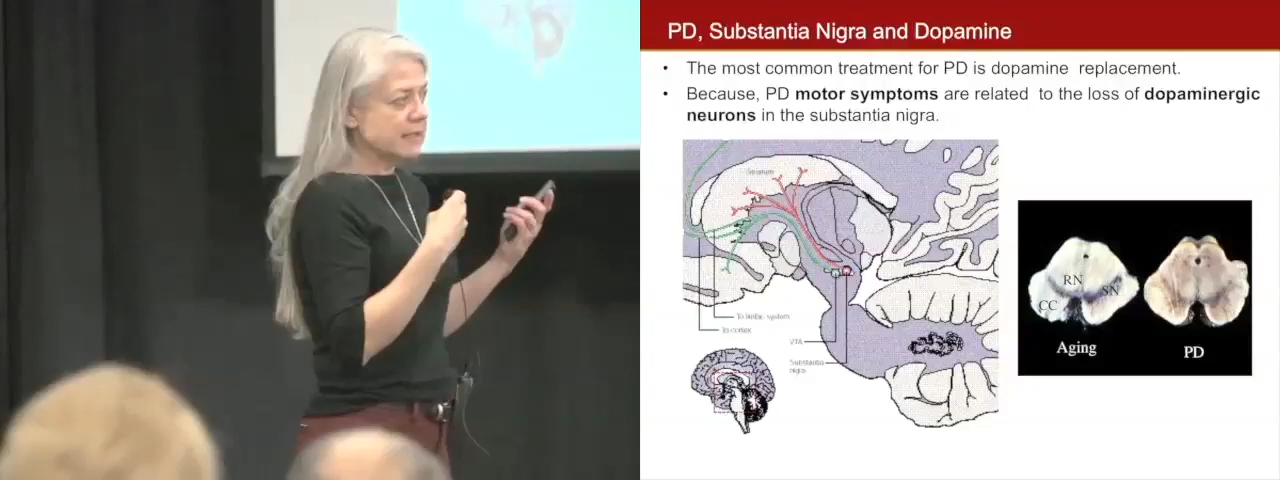 PD, Substantia Nigra and Dopamine
• The most common treatment for PD is dopamine replacement.
• Because, PD motor symptoms are related to the loss of dopaminergic
neurons in the substantia nigra.
Striatum
To limbic system
To cortex
VTA
Substantia
nigra
RN
SN
CC
Aging
PD